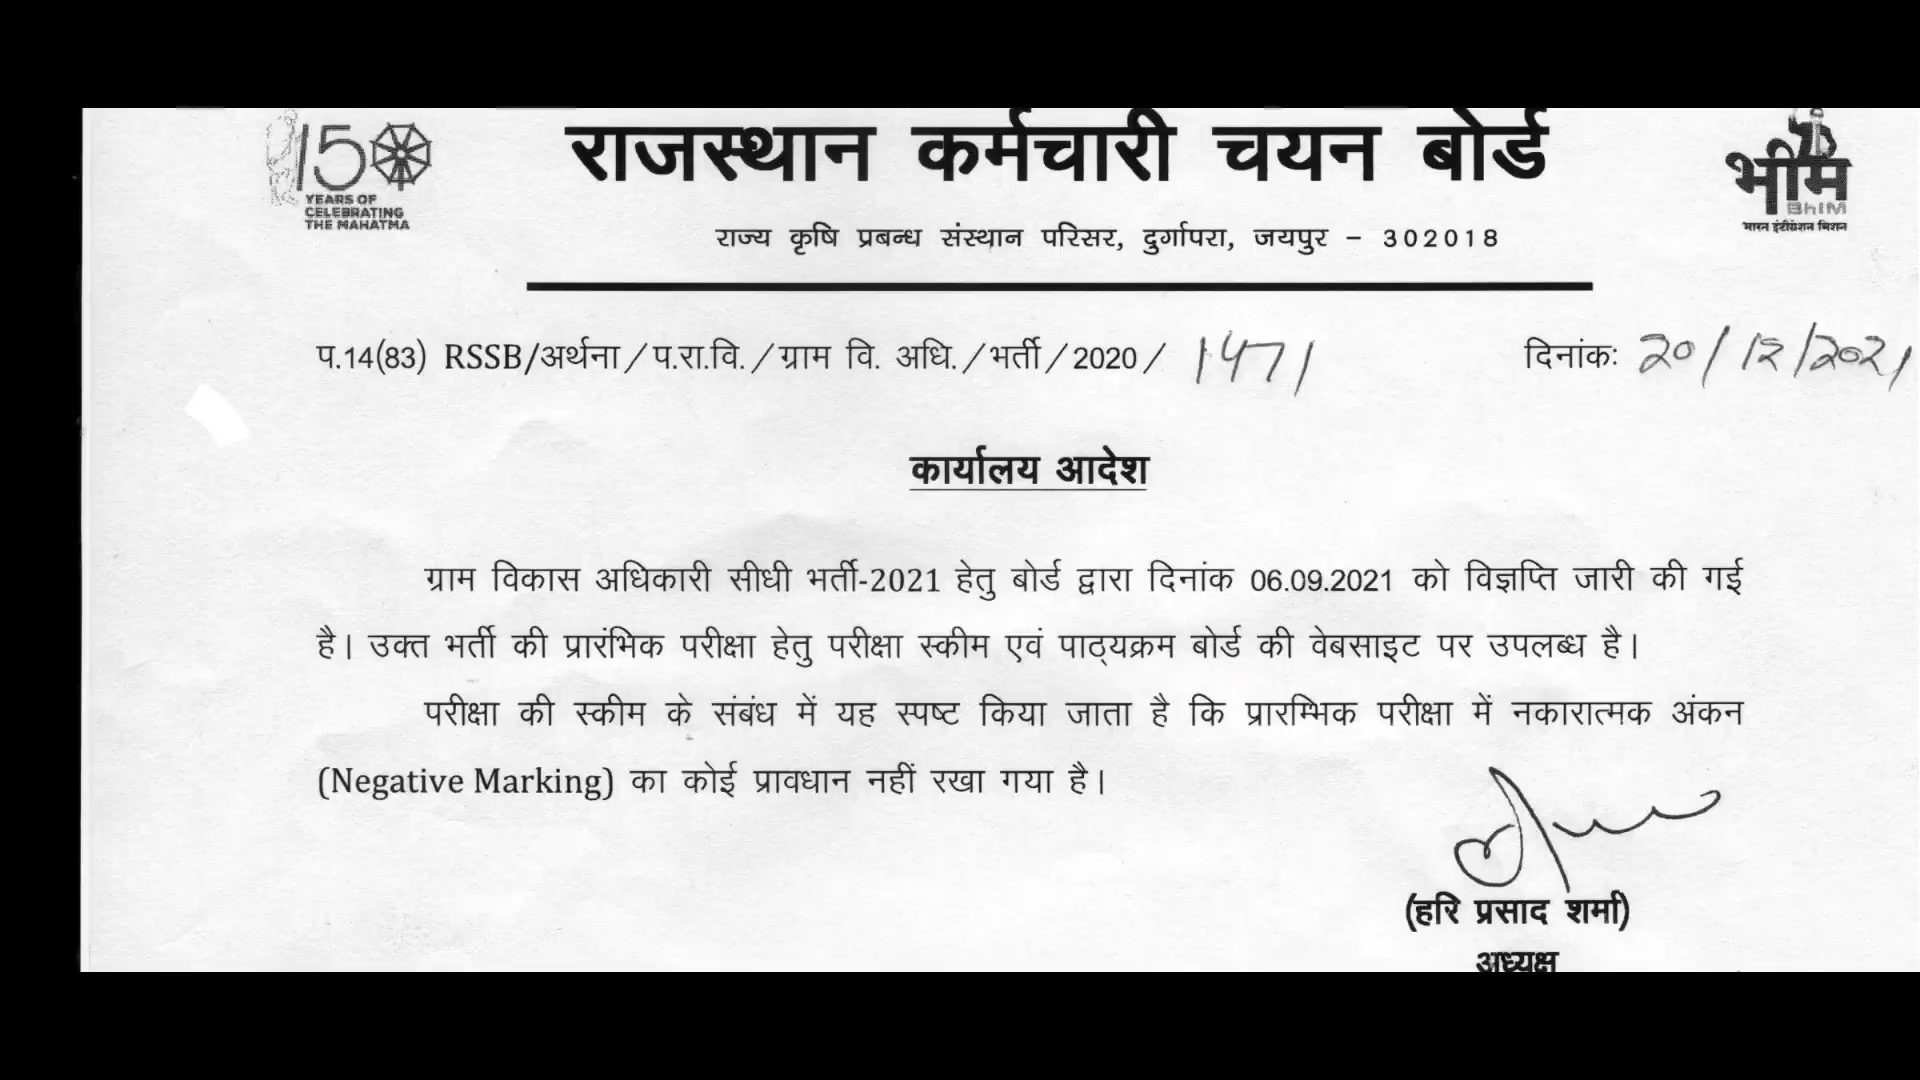 राजस्थान कर्मचारी चयन बोर्ड
150
YEARS OF
CELEBRATING
THE MAHATMA
भीम
BHIM
राज्य कृषि प्रबन्ध संस्थान परिसर, दुर्गापरा, जयपुर – 302018
प.14(83) RSSB/अर्थना/प.रा.वि./ग्राम वि. अधि./भर्ती/2020/ 1471 दिनांकः 20/12/2021
कार्यालय आदेश
ग्राम विकास अधिकारी सीधी भर्ती-2021 हेतु बोर्ड द्वारा दिनांक 06.09.2021 को विज्ञप्ति जारी की गई
है। उक्त भर्ती की प्रारंभिक परीक्षा हेतु परीक्षा स्कीम एवं पाठ्यक्रम बोर्ड की वेबसाइट पर उपलब्ध है।
परीक्षा की स्कीम के संबंध में यह स्पष्ट किया जाता है कि प्रारम्भिक परीक्षा में नकारात्मक अंकन
(Negative Marking) का कोई प्रावधान नहीं रखा गया है।
(हरि प्रसाद शर्मा)
अध्यक्ष